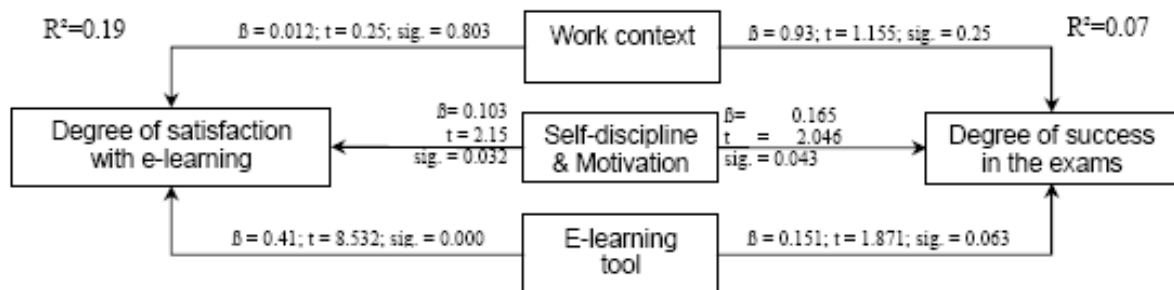 R²=0.19
ß = 0.012; t = 0.25; sig. = 0.803
Work context
ß = 0.93; t = 1.155; sig. = 0.25
R²=0.07
Degree of satisfaction
with e-learning
ß= 0.103
t = 2.15
sig. = 0.032
Self-discipline
& Motivation
ß= 0.165
t = 2.046
sig. = 0.043
Degree of success
in the exams
ß = 0.41; t = 8.532; sig. = 0.000
E-learning
tool
ß = 0.151; t = 1.871; sig. = 0.063